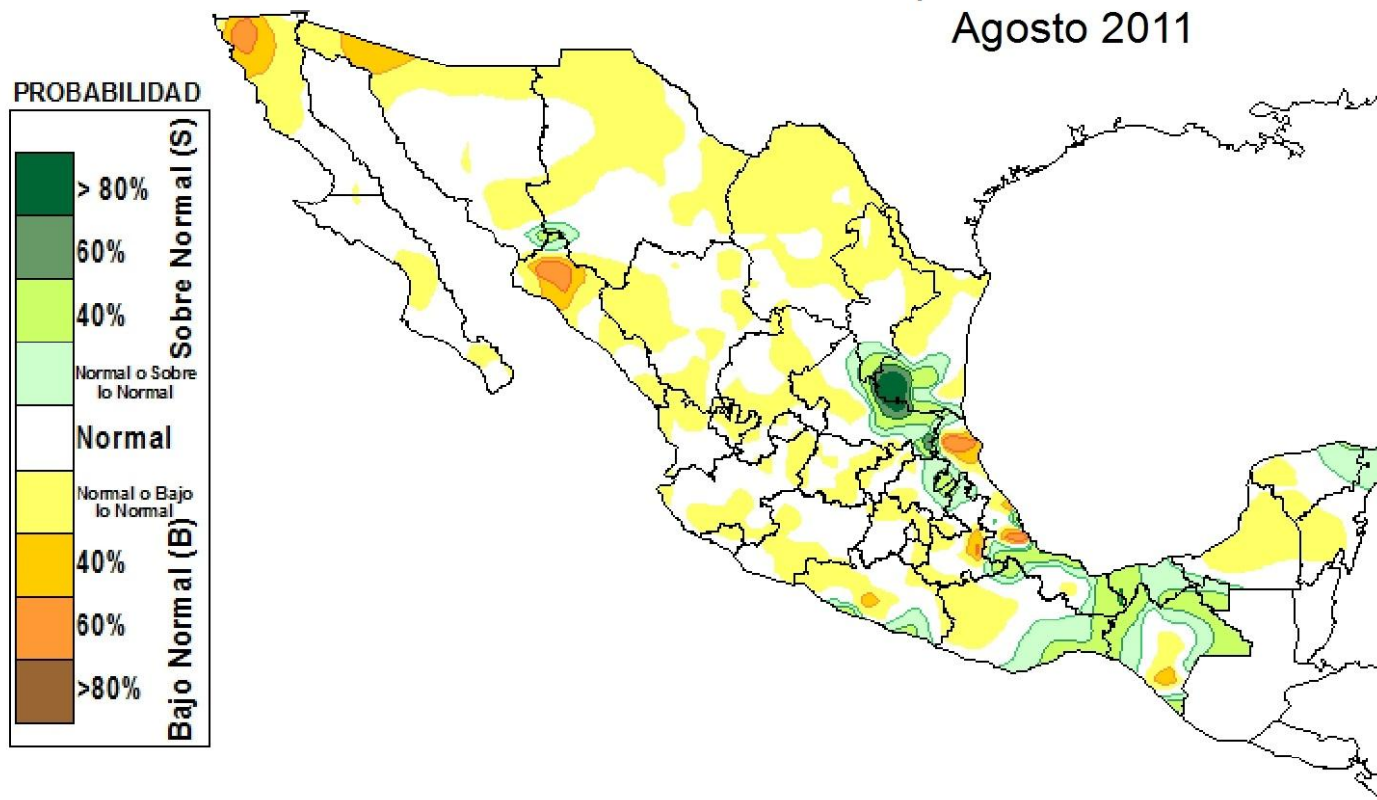 Agosto 2011
PROBABILIDAD
Sobre Normal (S)
> 80%
60%
40%
Normal o Sobre
lo Normal
Normal
Normal o Bajo
lo Normal
Bajo Normal (B)
40%
60%
>80%